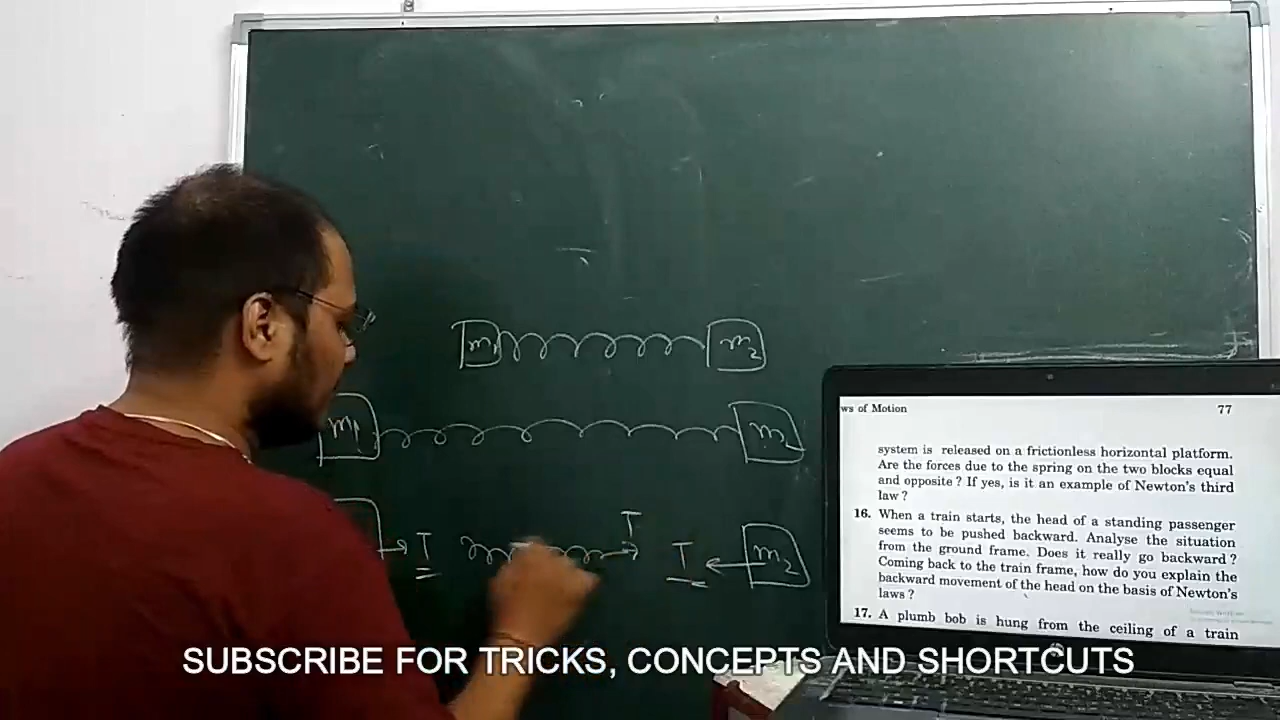 m1 m2
m1 m2
T T T m2
ws of Motion 77
system is released on a frictionless horizontal platform.
Are the forces due to the spring on the two blocks equal
and opposite ? If yes, is it an example of Newton's third
law ?
16. When a train starts, the head of a standing passenger
seems to be pushed backward. Analyse the situation
from the ground frame. Does it really go backward ?
Coming back to the train frame, how do you explain the
backward movement of the head on the basis of Newton's
laws ?
17. A plumb bob is hung from the ceiling of a train
SUBSCRIBE FOR TRICKS, CONCEPTS AND SHORTCUTS